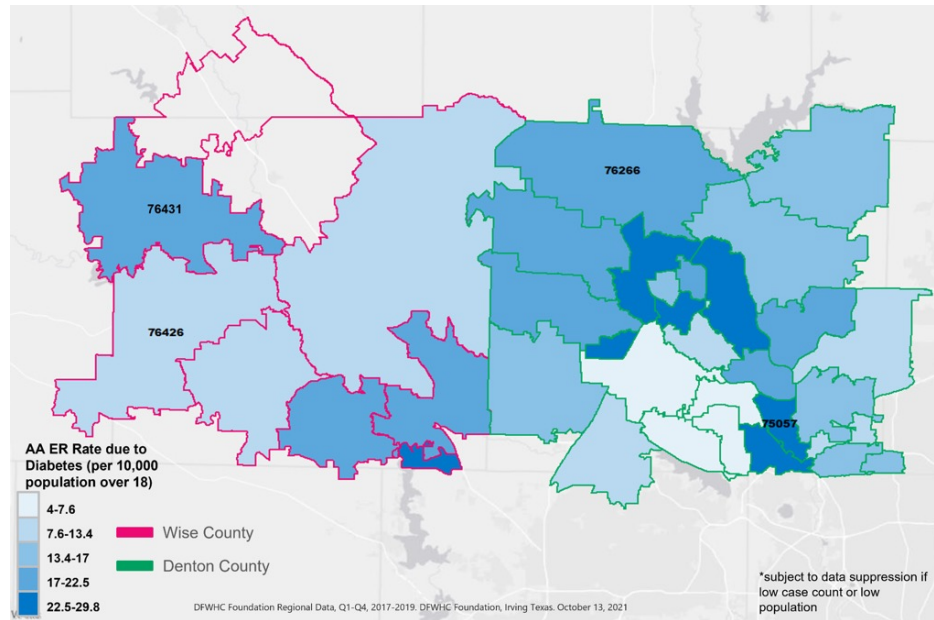 76266
76431
76426
75057
AA ER Rate due to
Diabetes (per 10,000
population over 18)
4-7.6
7.6-13.4
13.4-17
17-22.5
22.5-29.8
Wise County
Denton County
*subject to data suppression if
low case count or low
population
DFWHC Foundation Regional Data, Q1-Q4, 2017-2019. DFWHC Foundation, Irving Texas. October 13, 2021